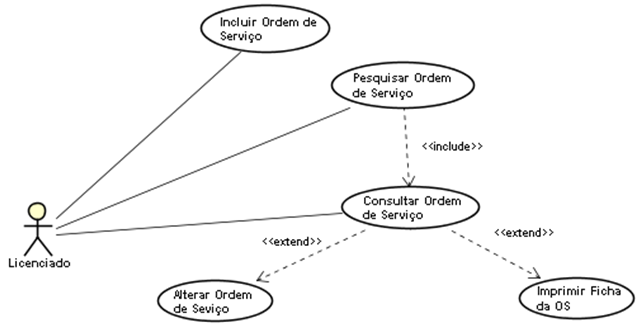 Incluir Ordem de
Serviço
Pesquisar Ordem
de Serviço
<<include>>
Consultar Ordem
de Serviço
<<extend>>
<<extend>>
Licenciado
Alterar Ordem
de Seviço
Imprimir Ficha
da OS